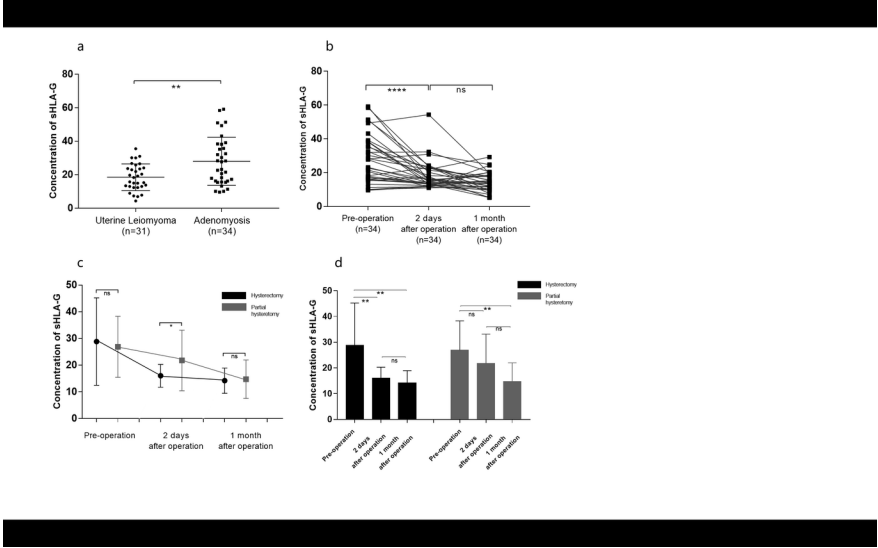 a
Concentration of sHLA-G
80
60
40
20
0
**
Uterine Leiomyoma
(n=31)
Adenomyosis
(n=34)
b
Concentration of sHLA-G
80
60
40
20
0
****
ns
Pre-operation
(n=34)
2 days
after operation
(n=34)
1 month
after operation
(n=34)
c
Concentration of sHLA-G
50
40
30
20
10
0
ns
*
ns
Hysterectomy
Partial
hysterectomy
Pre-operation
2 days
after operation
1 month
after operation
d
Concentration of sHLA-G
50
40
30
20
10
0
**
**
ns
**
ns
ns
Hysterectomy
Partial
hysterectomy
Pre-operation
2 days
after operation
1 month
after operation
Pre-operation
2 days
after operation
1 month
after operation